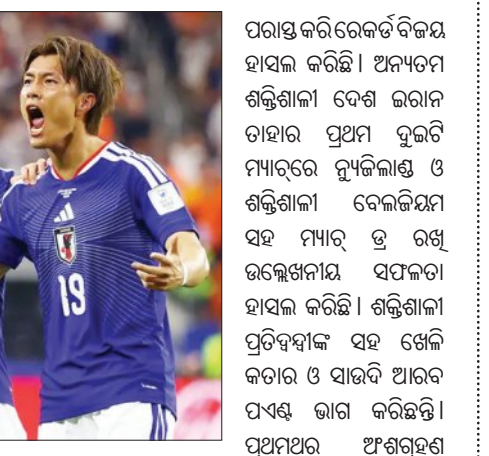 19
ପରାସ୍ତ କରି ରେକର୍ଡ ବିଜୟ
ହାସଲ କରିଛି। ଅନ୍ୟତମ
ଶକ୍ତିଶାଳୀ ଦେଶ ଇରାନ
ତାହାର ପ୍ରଥମ ଦୁଇଟି
ମ୍ୟାଚ୍‌ରେ ନ୍ୟୁଜିଲାଣ୍ଡ ଓ
ଶକ୍ତିଶାଳୀ ବେଲଜିୟମ
ସହ ମ୍ୟାଚ୍ ଡ୍ର ରଖି
ଉଲ୍ଲେଖନୀୟ ସଫଳତା
ହାସଲ କରିଛି। ଶକ୍ତିଶାଳୀ
ପ୍ରତିଦ୍ୱନ୍ଦ୍ୱୀଙ୍କ ସହ ଖେଳି
କତାର ଓ ସାଉଦି ଆରବ
ପଏଣ୍ଟ ଭାଗ କରିଛନ୍ତି।
ପ୍ରଥମଥର ଅଂଶଗ୍ରହଣ